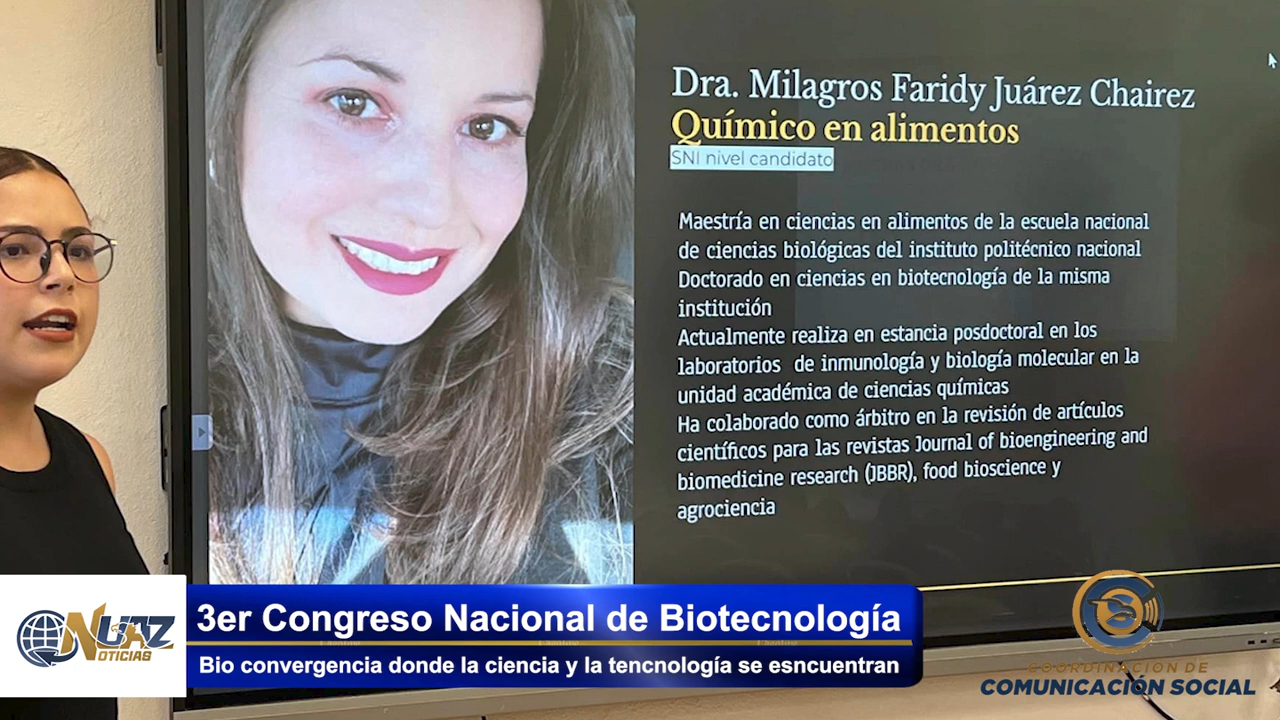 Dra. Milagros Faridy Juárez Chairez
Químico en alimentos
SNI nivel candidato
Maestría en ciencias en alimentos de la escuela nacional
de ciencias biológicas del instituto politécnico nacional
Doctorado en ciencias en biotecnología de la misma
institución
Actualmente realiza en estancia posdoctoral en los
laboratorios de inmunología y biología molecular en la
unidad académica de ciencias químicas
Ha colaborado como árbitro en la revisión de artículos
científicos para las revistas Journal of bioengineering and
biomedicine research (JBBR), food bioscience y
agrociencia
NUAZ
NOTICIAS
3er Congreso Nacional de Biotecnología
Bio convergencia donde la ciencia y la tencnología se esncuentran
COORDINACIÓN DE
COMUNICACIÓN SOCIAL